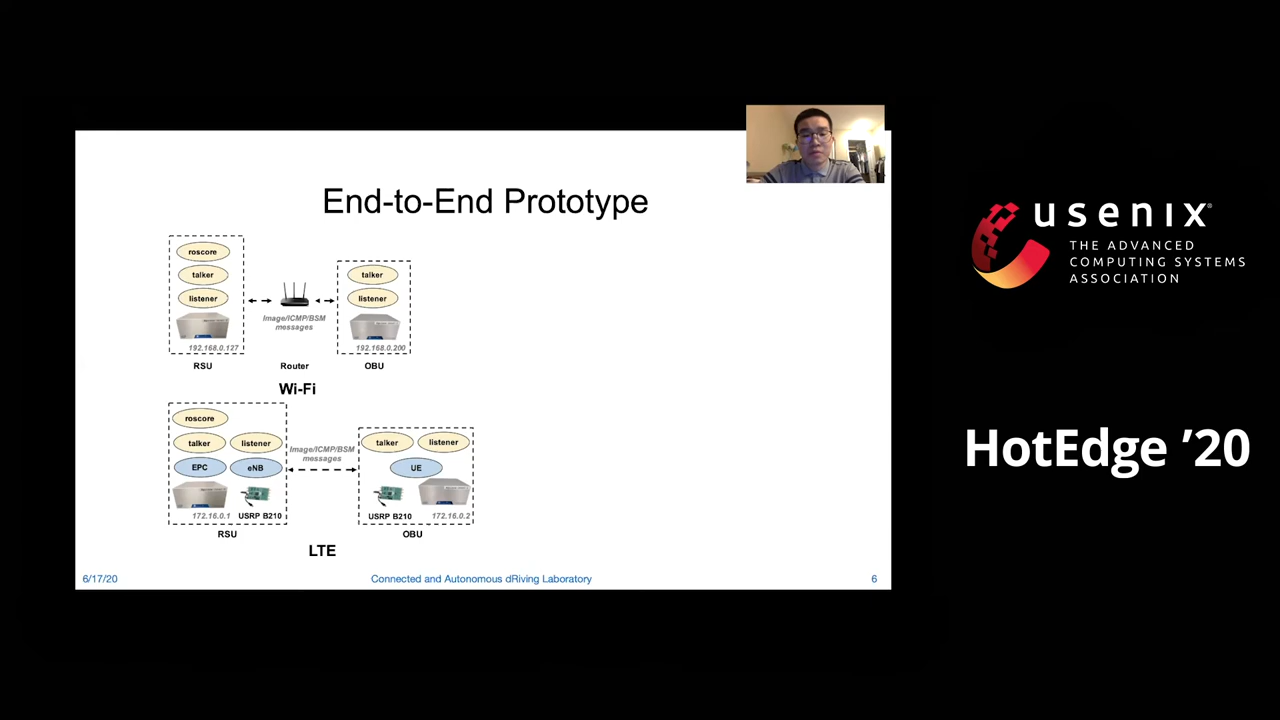 End-to-End Prototype
roscore
talker
listener
192.168.0.127
RSU
Image/ICMP/BSM
messages
Router
talker
listener
192.168.0.200
OBU
Wi-Fi
roscore
talker
listener
EPC
eNB
172.16.0.1
USRP B210
RSU
Image/ICMP/BSM
messages
talker
listener
UE
USRP B210
172.16.0.2
OBU
LTE
6/17/20
Connected and Autonomous dRiving Laboratory
6
usenix®
THE ADVANCED
COMPUTING SYSTEMS
ASSOCIATION
HotEdge ’20